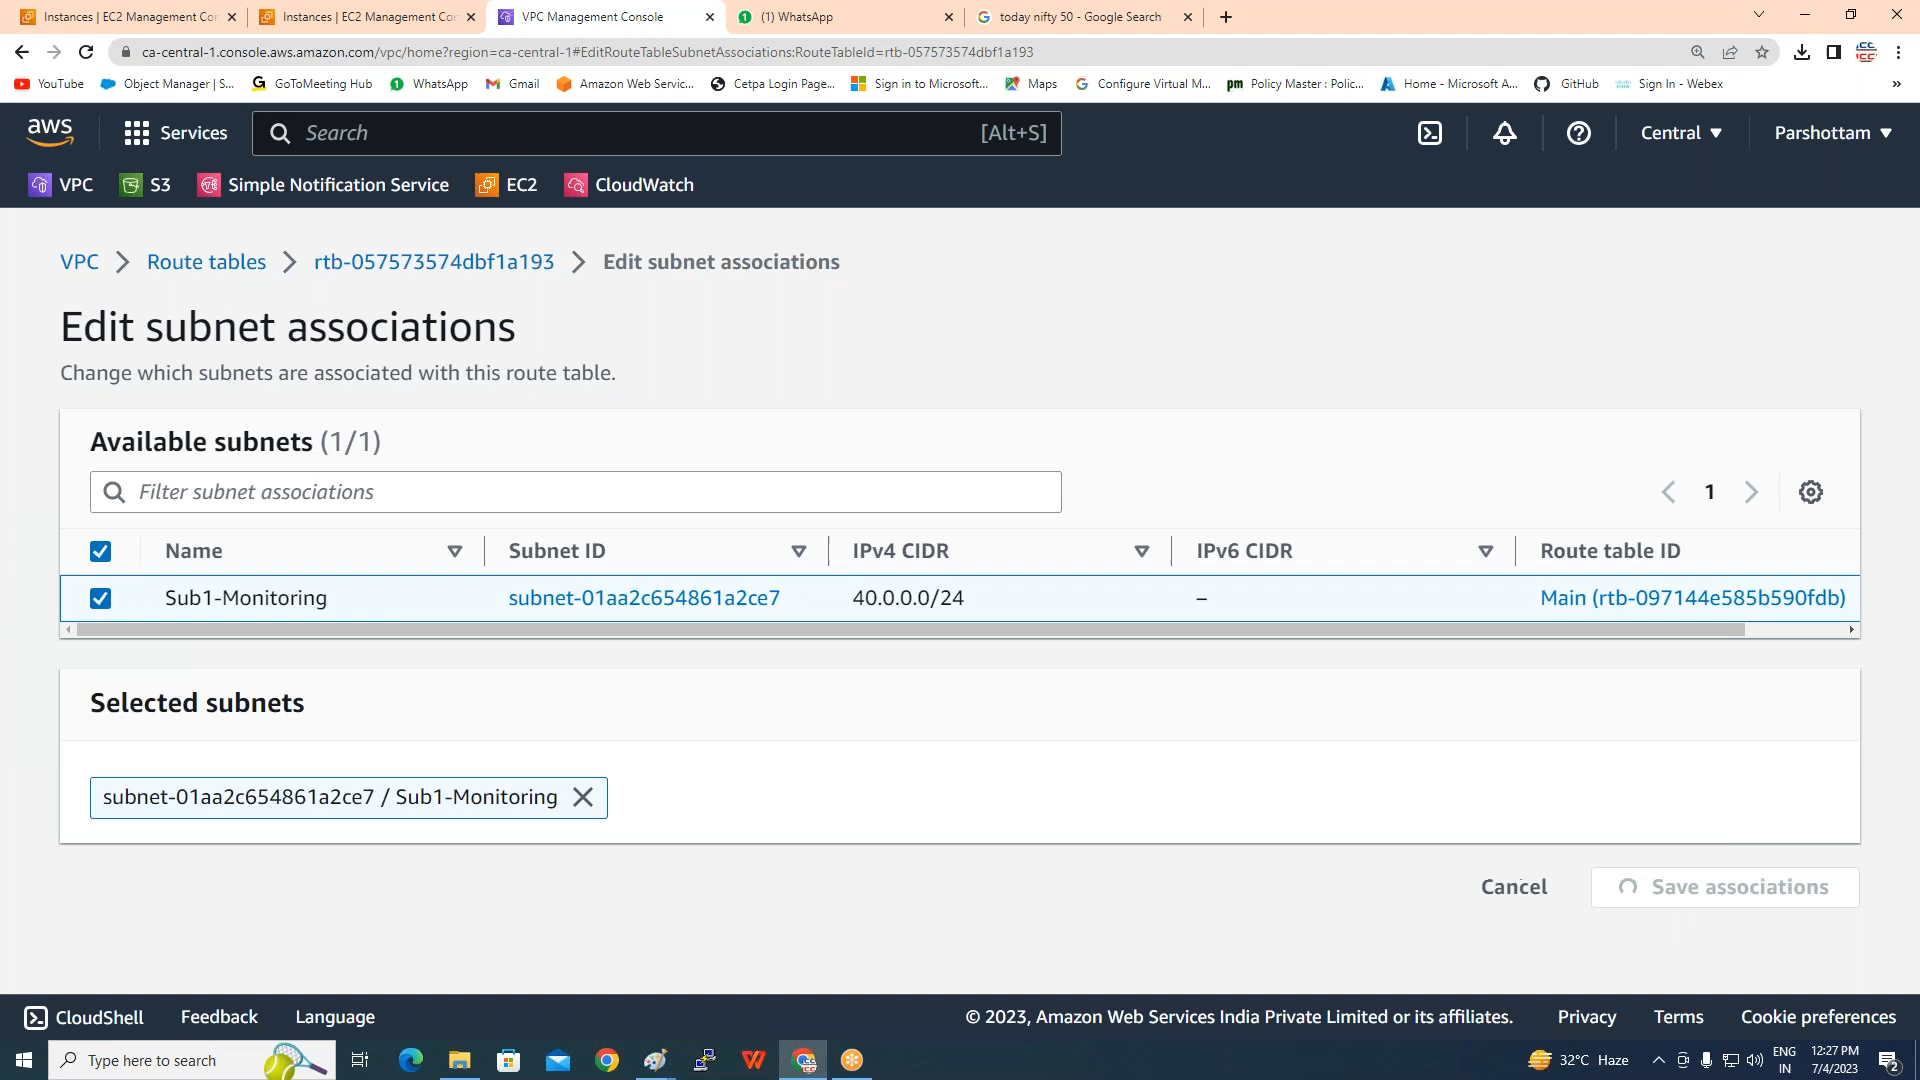 Instances | EC2 Management Co
Instances | EC2 Management Co
VPC Management Console
(1) WhatsApp
today nifty 50 - Google Search
ca-central-1.console.aws.amazon.com/vpc/home?region=ca-central-1#EditRouteTableSubnetAssociations:RouteTableId=rtb-057573574dbf1a193
YouTube
Object Manager | S...
GoToMeeting Hub
WhatsApp
Gmail
Amazon Web Servic...
Cetpa Login Page...
Sign in to Microsoft...
Maps
Configure Virtual M...
pm Policy Master : Polic...
Home - Microsoft A...
GitHub
Sign In - Webex
»
aws
Services
Search
[Alt+S]
Central
Parshottam
VPC
S3
Simple Notification Service
EC2
CloudWatch
VPC
Route tables
rtb-057573574dbf1a193
Edit subnet associations
Edit subnet associations
Change which subnets are associated with this route table.
Available subnets (1/1)
Filter subnet associations
1
Name
Subnet ID
IPv4 CIDR
IPv6 CIDR
Route table ID
Sub1-Monitoring
subnet-01aa2c654861a2ce7
40.0.0.0/24
–
Main (rtb-097144e585b590fdb)
Selected subnets
subnet-01aa2c654861a2ce7 / Sub1-Monitoring
Cancel
Save associations
CloudShell
Feedback
Language
© 2023, Amazon Web Services India Private Limited or its affiliates.
Privacy
Terms
Cookie preferences
Type here to search
32°C Haze
ENG
IN
12:27 PM
7/4/2023
2